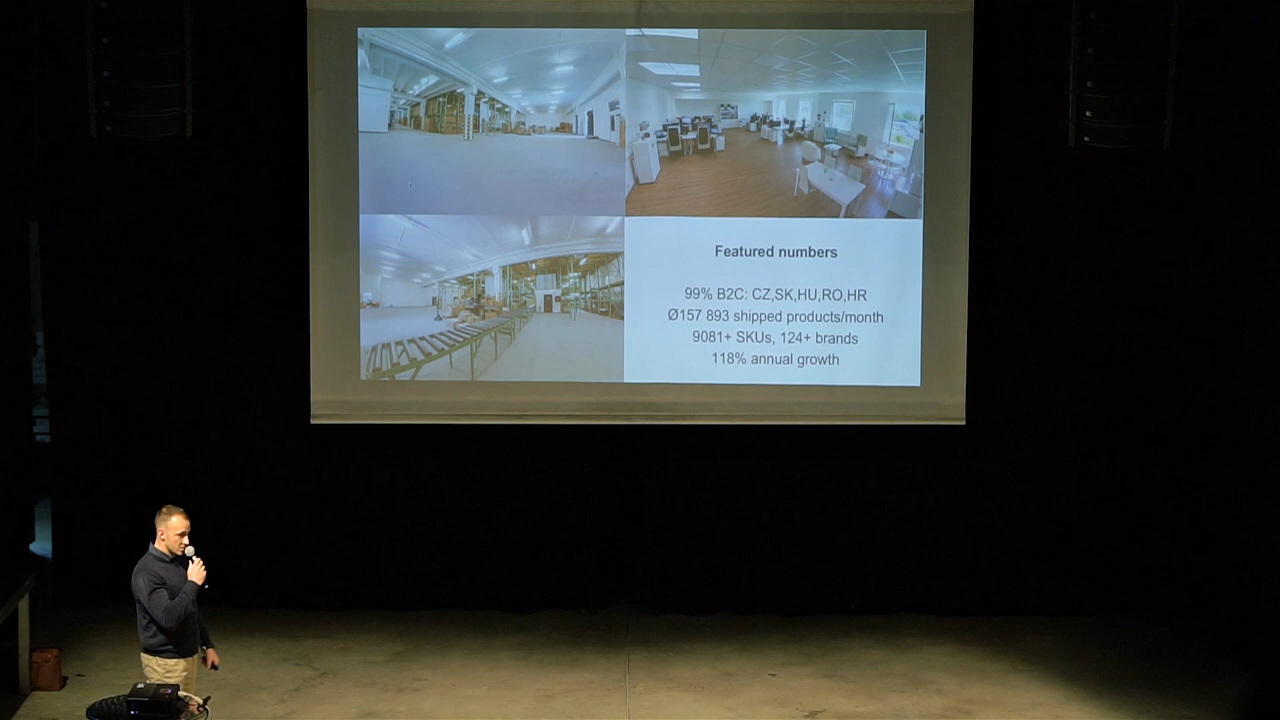 Featured numbers
99% B2C: CZ,SK,HU,RO,HR
Ø157 893 shipped products/month
9081+ SKUs, 124+ brands
118% annual growth